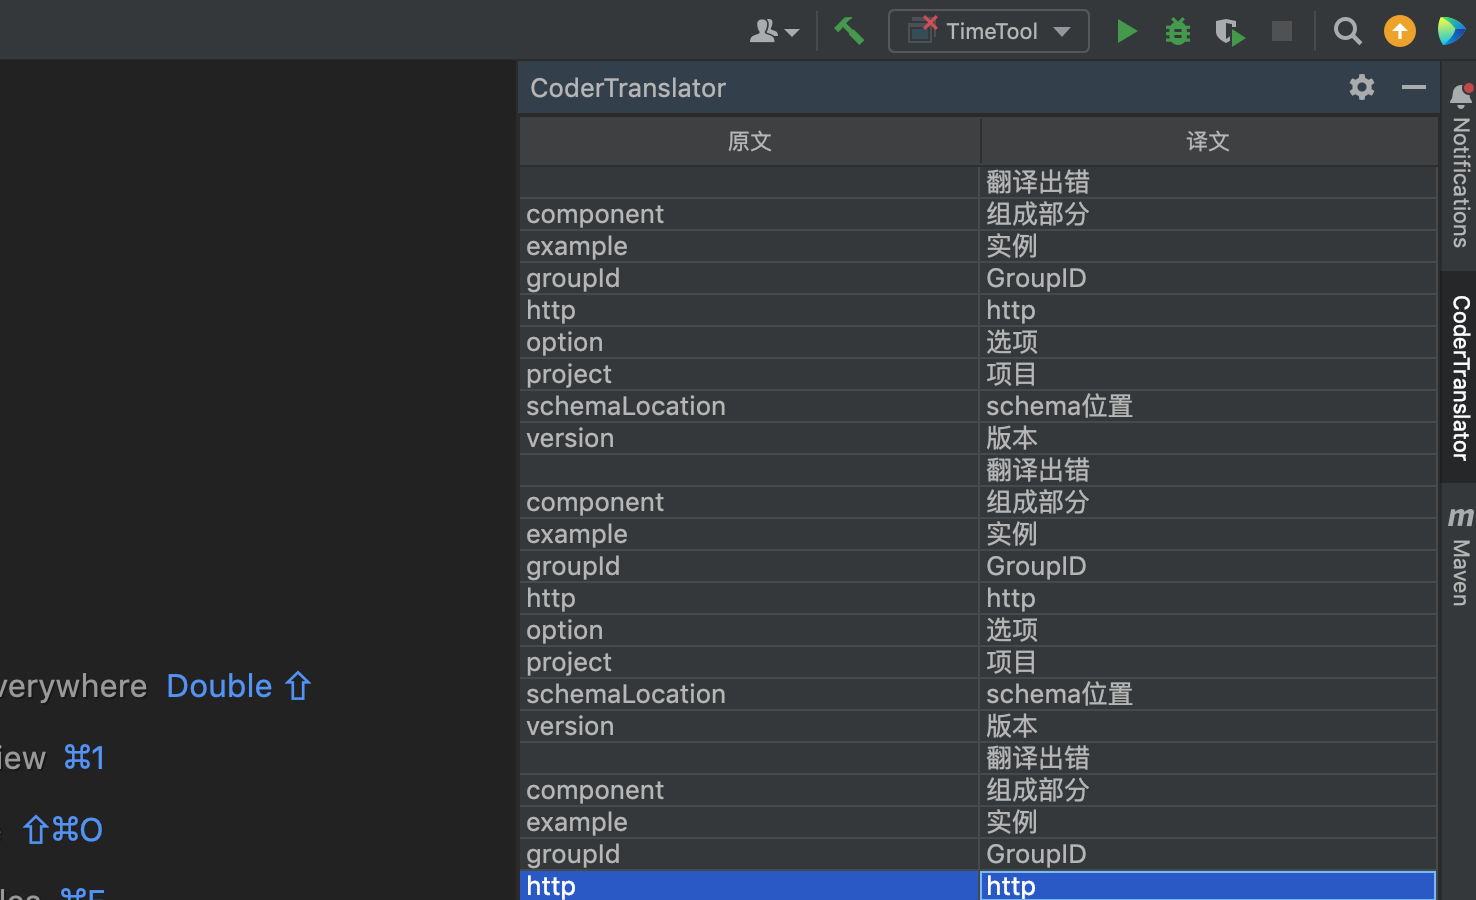 TimeTool
CoderTranslator
原文 译文
翻译出错
component 组成部分
example 实例
groupId GroupID
http http
option 选项
project 项目
schemaLocation schema位置
version 版本
翻译出错
component 组成部分
example 实例
groupId GroupID
http http
option 选项
project 项目
schemaLocation schema位置
version 版本
翻译出错
component 组成部分
example 实例
groupId GroupID
http http
verywhere Double ⇧
iew ⌘1
⇧⌘O
Notifications
CoderTranslator
m
Maven